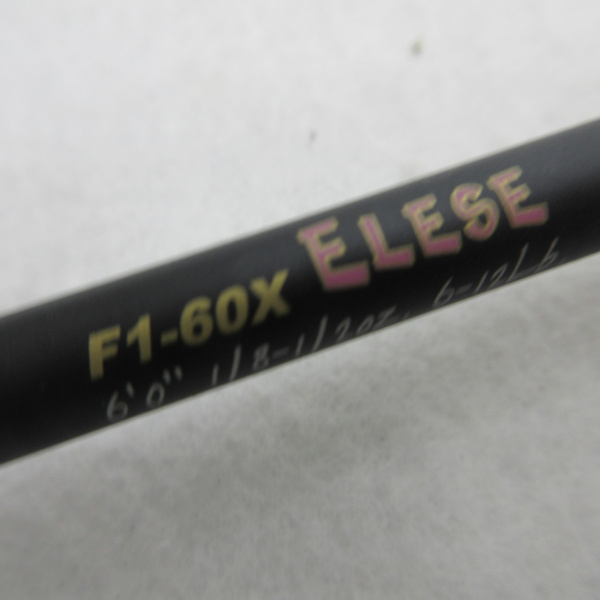 F1-60X ELESE
6'0" 1/8-1/2oz. 6-12Lb